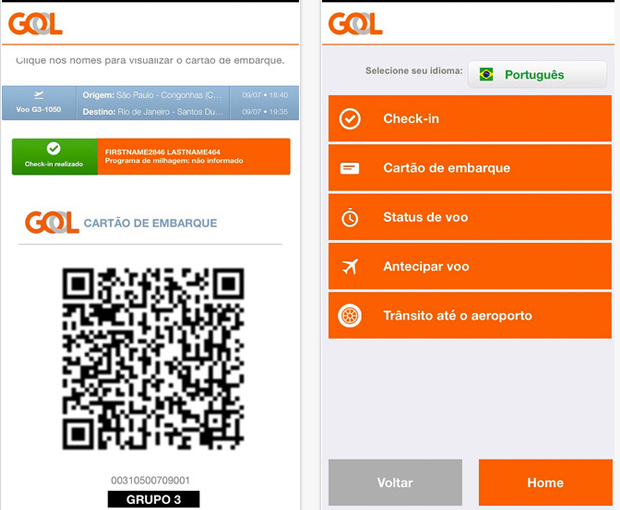 GOL
Clique nos nomes para visualizar o cartão de embarque.
Voo G3-1050
Origem: São Paulo - Congonhas (C... 09/07 • 18:40
Destino: Rio de Janeiro - Santos Du... 09/07 • 19:35
Check-in realizado
FIRSTNAME2846 LASTNAME464
Programa de milhagem: não informado
GOL CARTÃO DE EMBARQUE
00310500709001
GRUPO 3
GOL
Selecione seu idioma: Português
Check-in
Cartão de embarque
Status de voo
Antecipar voo
Trânsito até o aeroporto
Voltar
Home